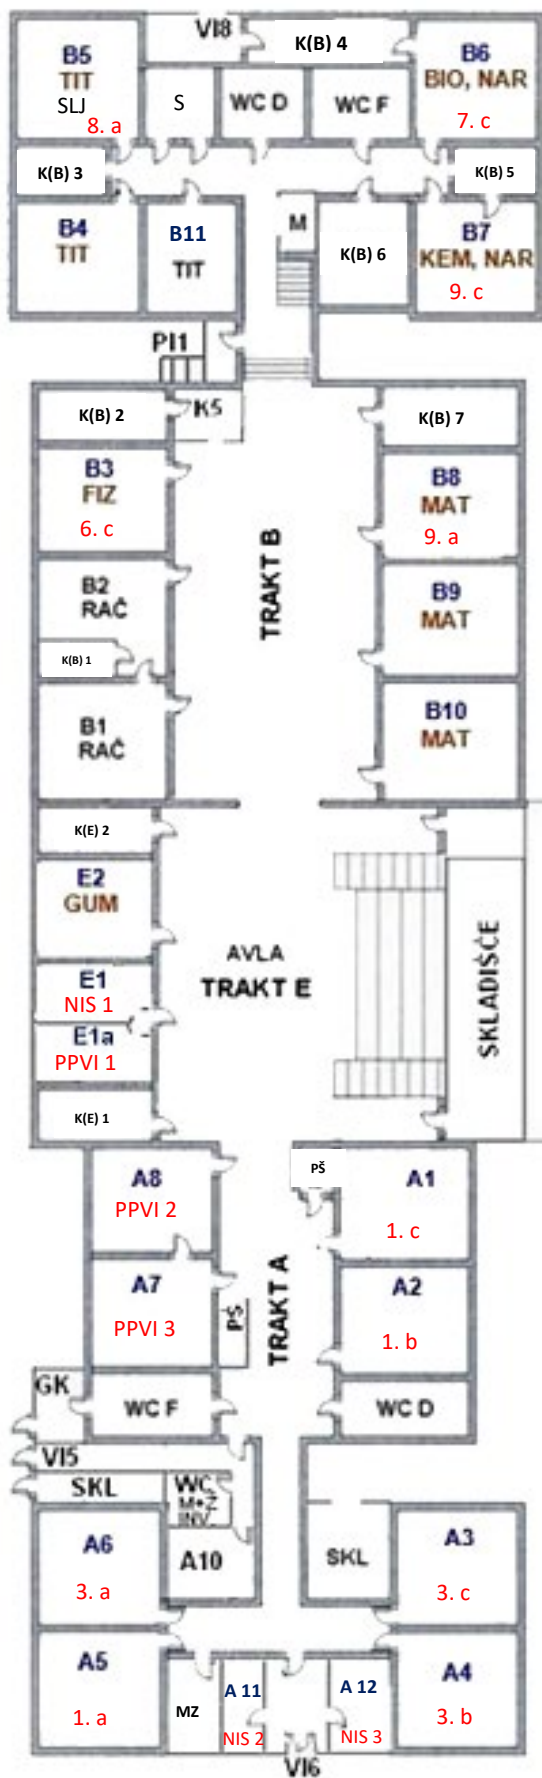 VI8
K(B) 4
B5
TIT
SLJ
8. a
S
WC D
WC F
B6
BIO, NAR
7. c
K(B) 3
K(B) 5
B4
TIT
B11
TIT
M
K(B) 6
B7
KEM, NAR
9. c
PI1
K(B) 2
K5
K(B) 7
B3
FIZ
6. c
B8
MAT
9. a
TRAKT B
B2
RAČ
K(B) 1
B9
MAT
B1
RAČ
B10
MAT
K(E) 2
E2
GUM
AVLA
TRAKT E
SKLADIŠČE
E1
NIS 1
E1a
PPVI 1
K(E) 1
A8
PPVI 2
PŠ
A1
1. c
A7
PPVI 3
PŠ
TRAKT A
A2
1. b
GK
WC F
WC D
VI5
SKL
WC
M+Ž
INV
A6
3. a
A10
SKL
A3
3. c
A5
1. a
MZ
A 11
NIS 2
A 12
NIS 3
A4
3. b
VI6